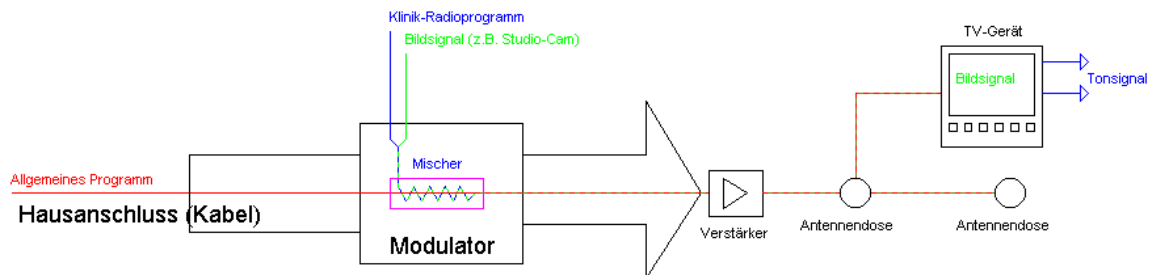 Klinik-Radioprogramm
Bildsignal (z.B. Studio-Cam)
TV-Gerät
Bildsignal
Tonsignal
Mischer
Allgemeines Programm
Hausanschluss (Kabel)
Modulator
Verstärker
Antennendose
Antennendose